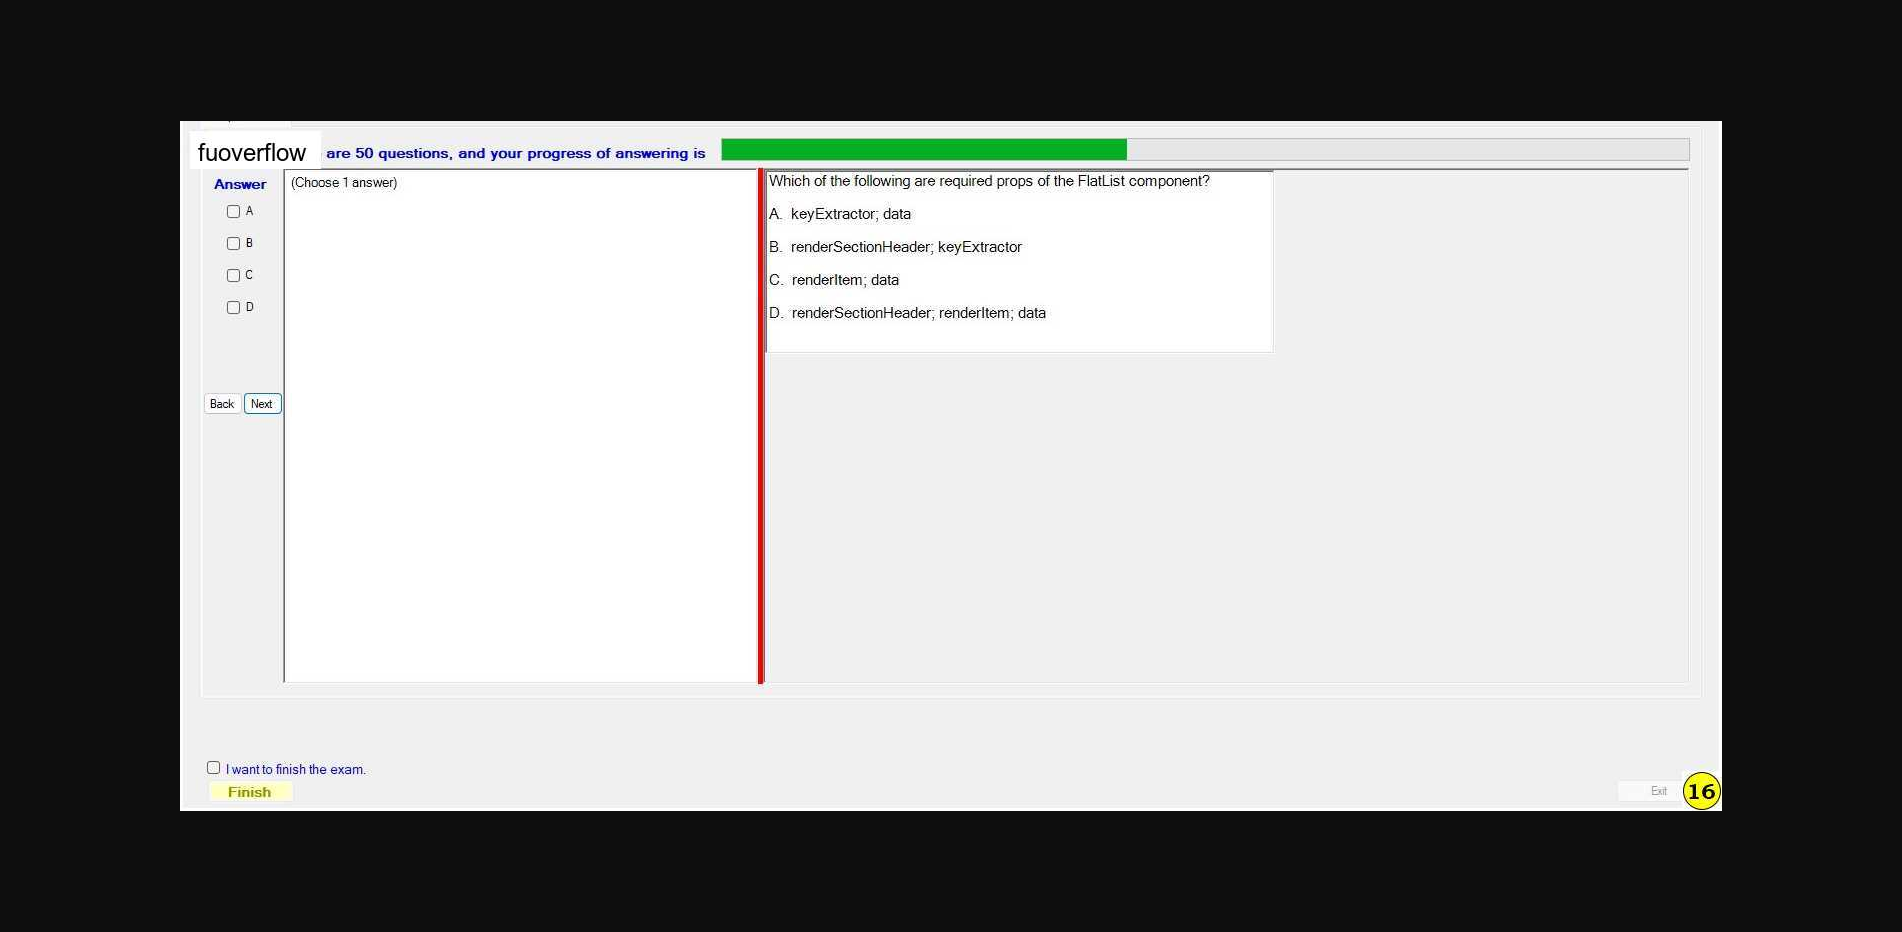 fuoverflow are 50 questions, and your progress of answering is
Answer
A
B
C
D
Back Next
(Choose 1 answer)
Which of the following are required props of the FlatList component?
A. keyExtractor; data
B. renderSectionHeader; keyExtractor
C. renderItem; data
D. renderSectionHeader; renderItem; data
I want to finish the exam.
Finish
Exit
16